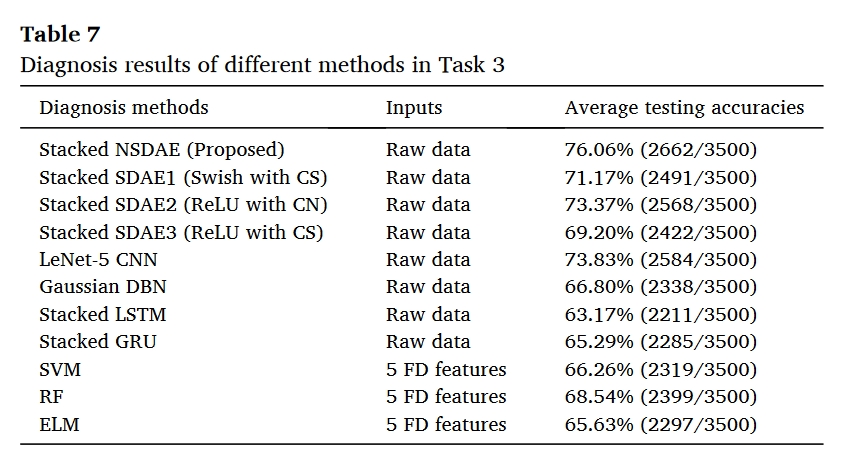 Table 7
Diagnosis results of different methods in Task 3
Diagnosis methods Inputs Average testing accuracies
Stacked NSDAE (Proposed) Raw data 76.06% (2662/3500)
Stacked SDAE1 (Swish with CS) Raw data 71.17% (2491/3500)
Stacked SDAE2 (ReLU with CN) Raw data 73.37% (2568/3500)
Stacked SDAE3 (ReLU with CS) Raw data 69.20% (2422/3500)
LeNet-5 CNN Raw data 73.83% (2584/3500)
Gaussian DBN Raw data 66.80% (2338/3500)
Stacked LSTM Raw data 63.17% (2211/3500)
Stacked GRU Raw data 65.29% (2285/3500)
SVM 5 FD features 66.26% (2319/3500)
RF 5 FD features 68.54% (2399/3500)
ELM 5 FD features 65.63% (2297/3500)